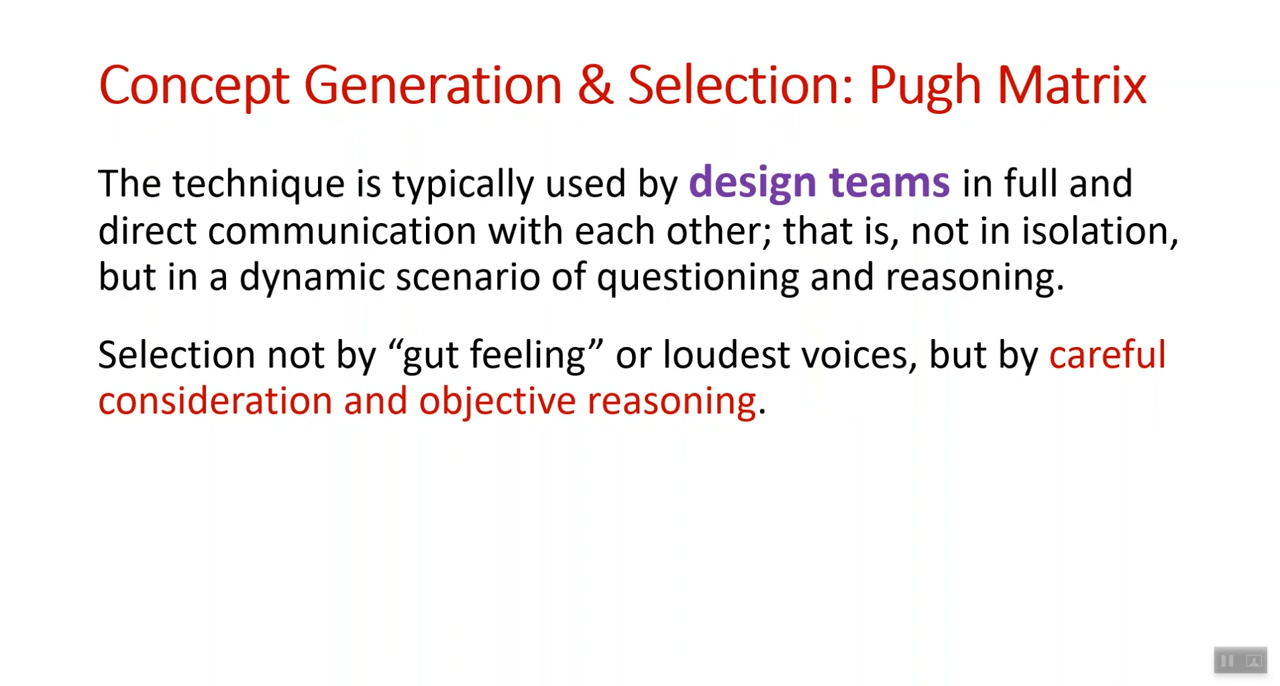 Concept Generation & Selection: Pugh Matrix
The technique is typically used by design teams in full and
direct communication with each other; that is, not in isolation,
but in a dynamic scenario of questioning and reasoning.
Selection not by “gut feeling” or loudest voices, but by careful
consideration and objective reasoning.